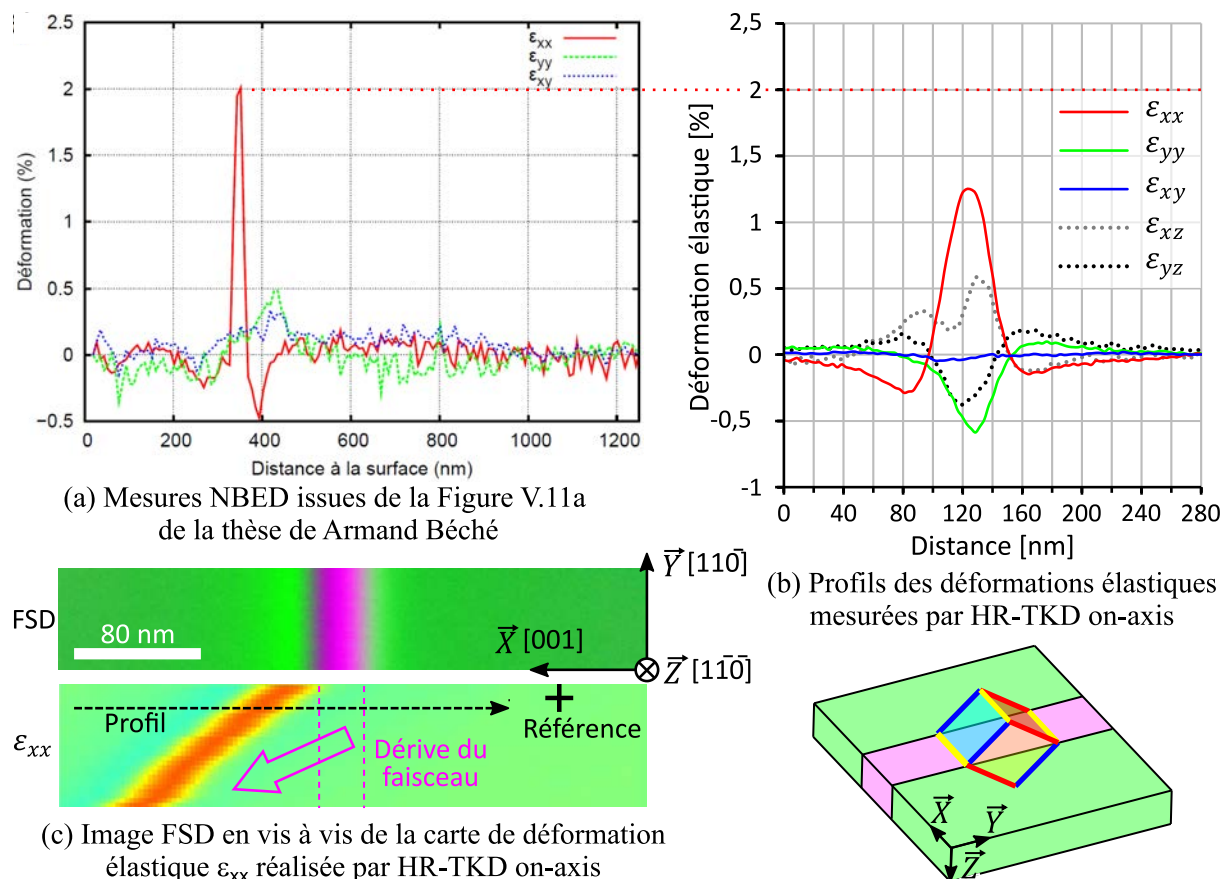 2.5
2
1.5
1
0.5
0
−0.5
Déformation (%)
εxx
εyy
εxy
0
200
400
600
800
1000
1200
Distance à la surface (nm)
(a) Mesures NBED issues de la Figure V.11a
de la thèse de Armand Béché
2,5
2
1,5
1
0,5
0
-0,5
-1
Déformation élastique [%]
εxx
εyy
εxy
εxz
εyz
0
40
80
120
160
200
240
280
Distance [nm]
(b) Profils des déformations élastiques
mesurées par HR-TKD on-axis
FSD
80 nm
Y [11̅0]
X [001]
Z [11̅0̅]
εxx
Profil
Référence
Dérive du
faisceau
(c) Image FSD en vis à vis de la carte de déformation
élastique εxx réalisée par HR-TKD on-axis
X
Y
Z